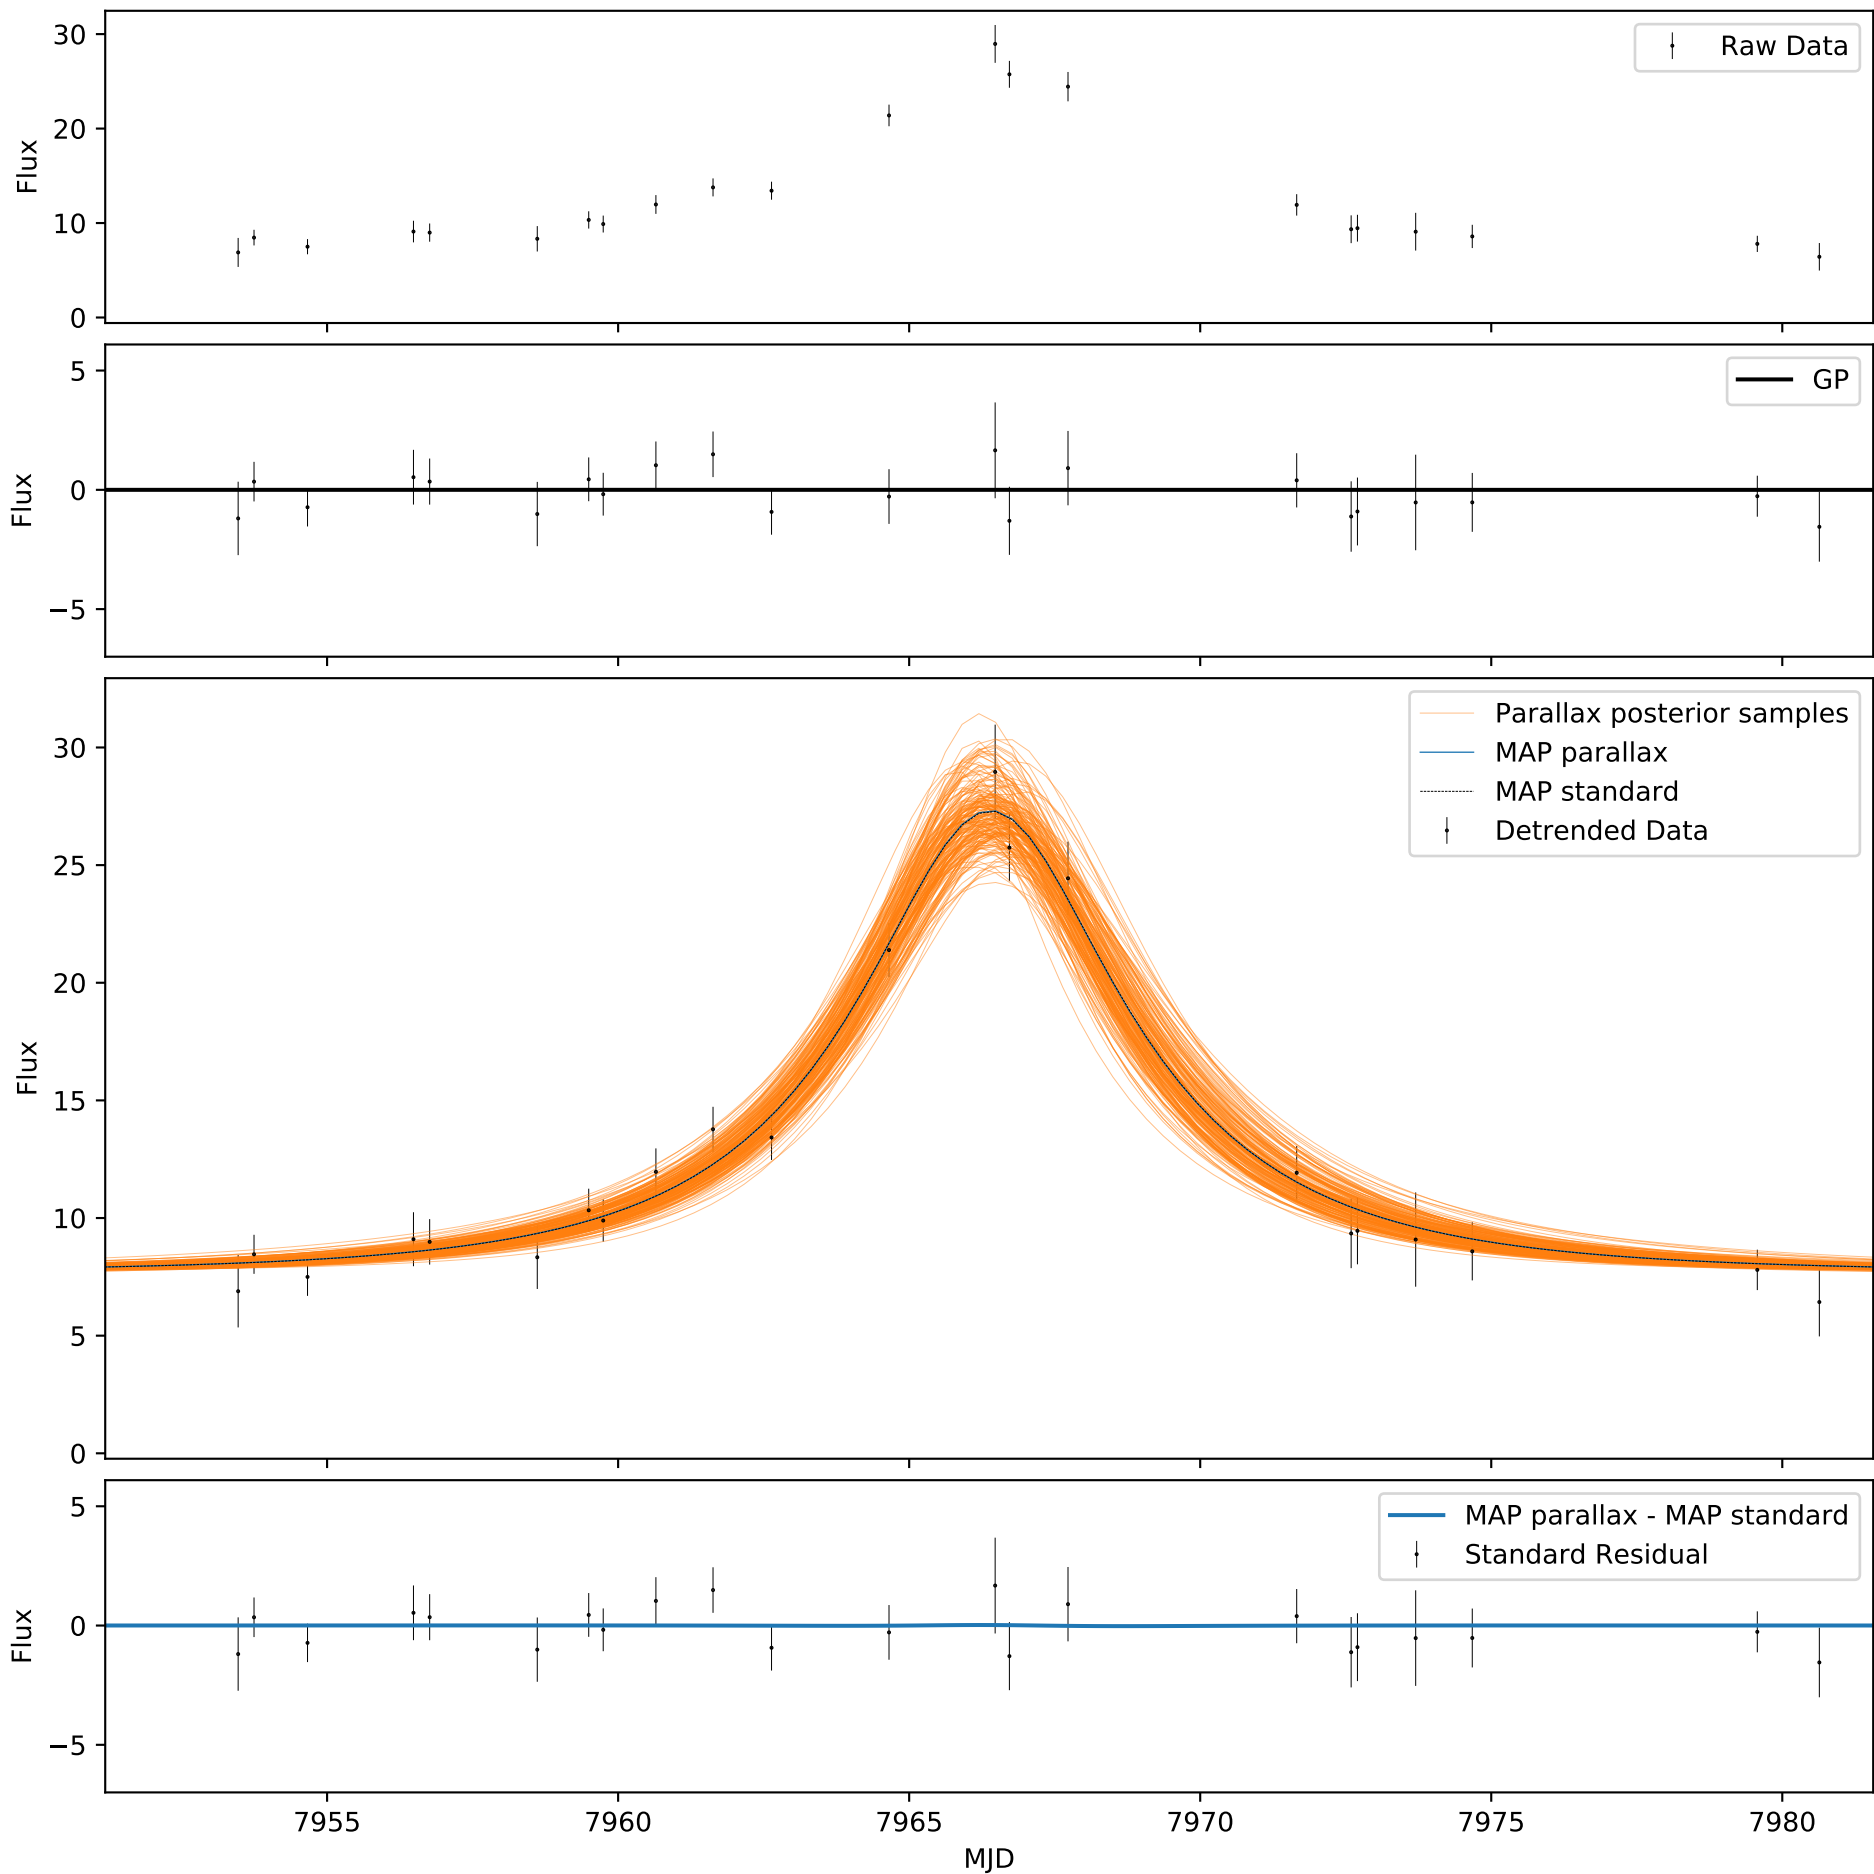 30
20
10
0
Flux
Raw Data
5
0
−5
Flux
GP
30
25
20
15
10
5
0
Flux
Parallax posterior samples
MAP parallax
MAP standard
Detrended Data
5
0
−5
Flux
MAP parallax - MAP standard
Standard Residual
7955 7960 7965 7970 7975 7980
MJD